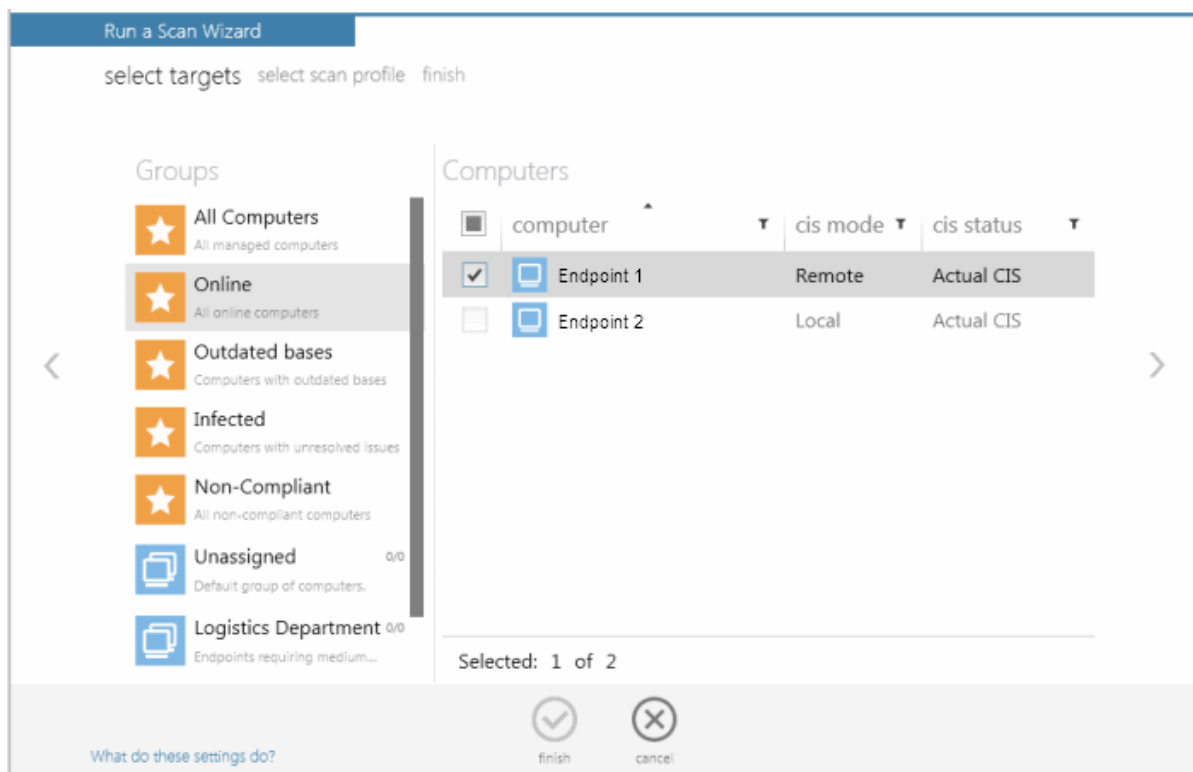 Run a Scan Wizard
select targets select scan profile finish
Groups
All Computers
All managed computers
Online
All online computers
Outdated bases
Computers with outdated bases
Infected
Computers with unresolved issues
Non-Compliant
All non-compliant computers
Unassigned 0/0
Default group of computers.
Logistics Department 0/0
Endpoints requiring medium...
Computers
computer cis mode cis status
Endpoint 1 Remote Actual CIS
Endpoint 2 Local Actual CIS
Selected: 1 of 2
finish cancel
What do these settings do?